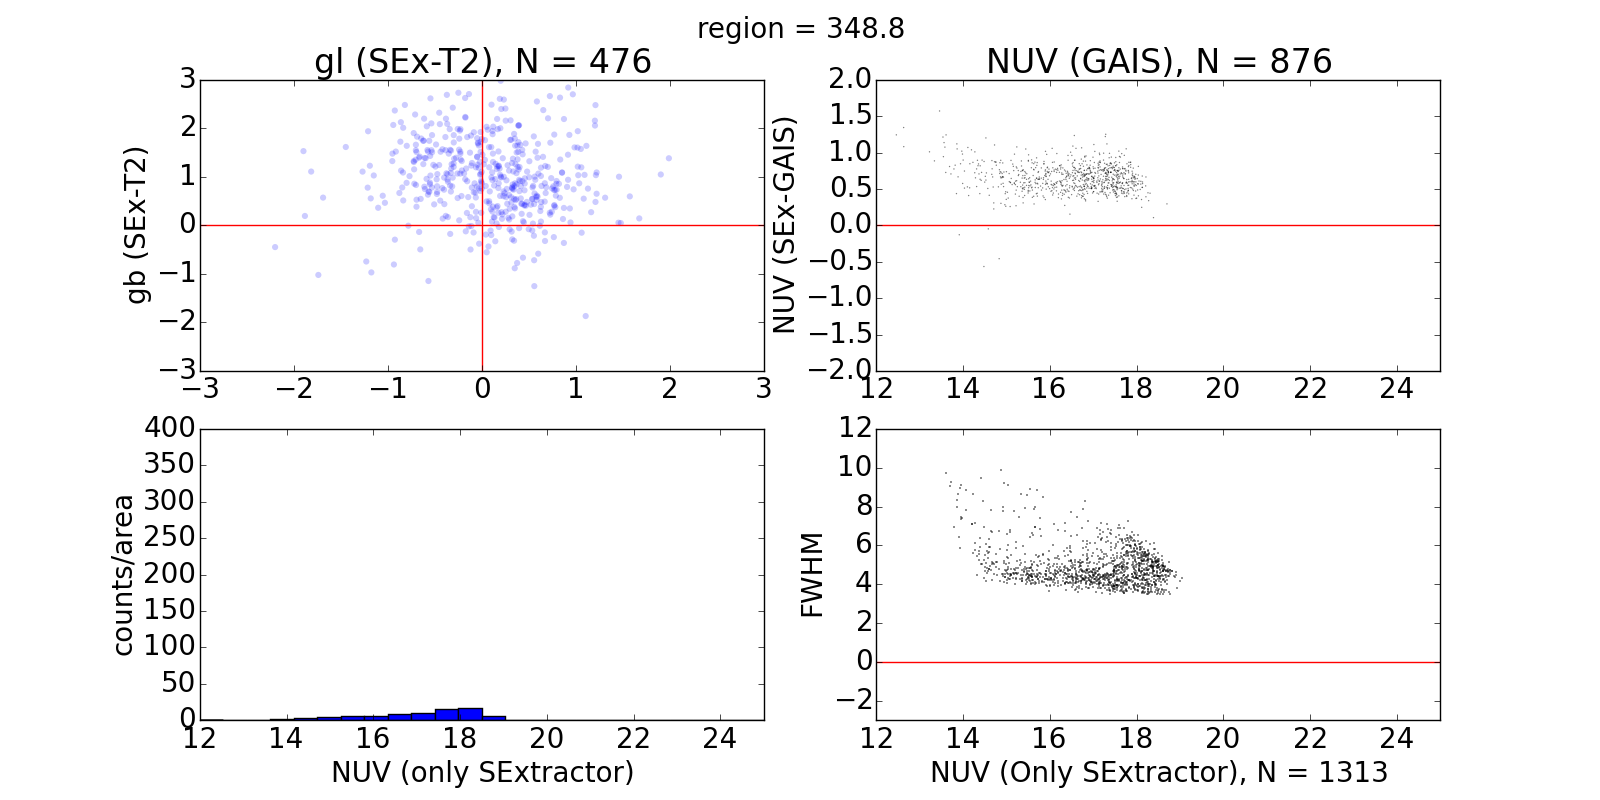 region = 348.8
gl (SEx-T2), N = 476
3
2
1
0
−1
−2
−3
gb (SEx-T2)
−3 −2 −1 0 1 2 3
NUV (GAIS), N = 876
2.0
1.5
1.0
0.5
0.0
−0.5
−1.0
−1.5
−2.0
NUV (SEx-GAIS)
12 14 16 18 20 22 24
400
350
300
250
200
150
100
50
0
counts/area
12 14 16 18 20 22 24
NUV (only SExtractor)
12
10
8
6
4
2
0
−2
FWHM
12 14 16 18 20 22 24
NUV (Only SExtractor), N = 1313